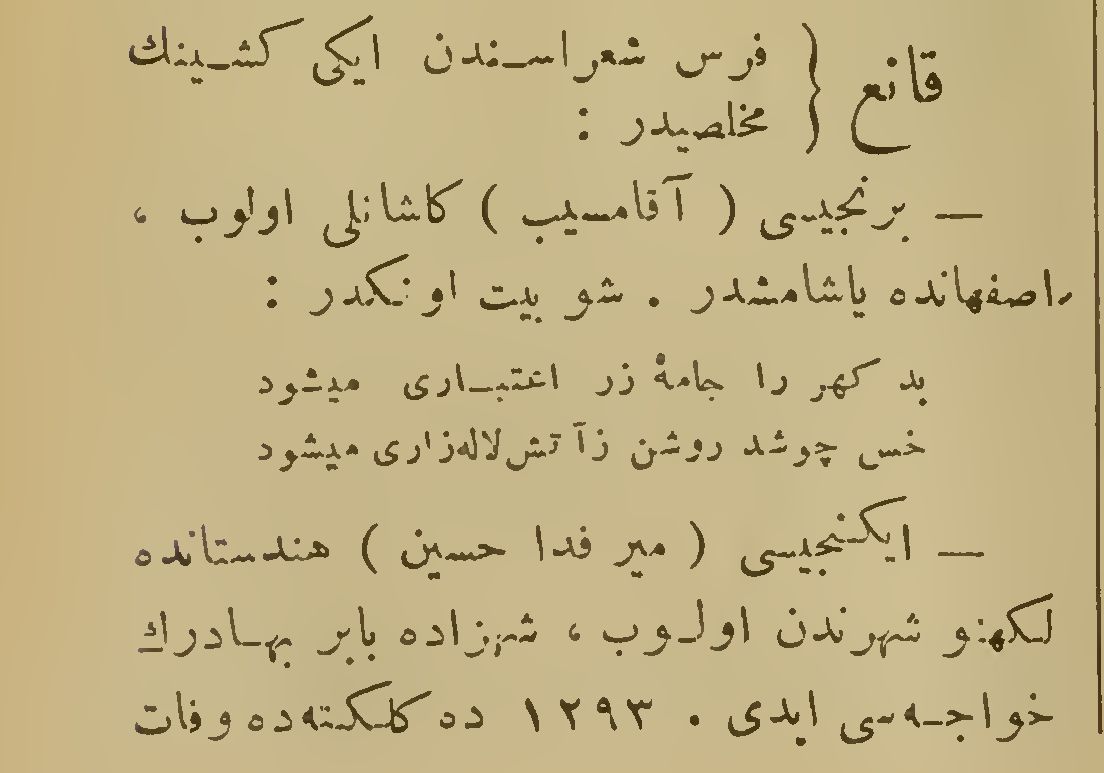 قانع } فرس شعراسندن ایکی کشینك
مخلصیدر :
— برنجیسی ( آقامسیب ) کاشانلی اولوب ،
اصفهانده یاشامشدر . شو بیت اونکدر :
بد کهر را جامهٔ زر اعتباری میشود
خس چوشد روشن زآتش لاله‌زاری میشود
— ایکنجیسی ( میر فدا حسین ) هندستانده
لکهنو شهرندن اولوب ، شهزاده بابر بهادرك
خواجه‌سی ایدی . ۱۲۹۳ ده کلکته‌ده وفات